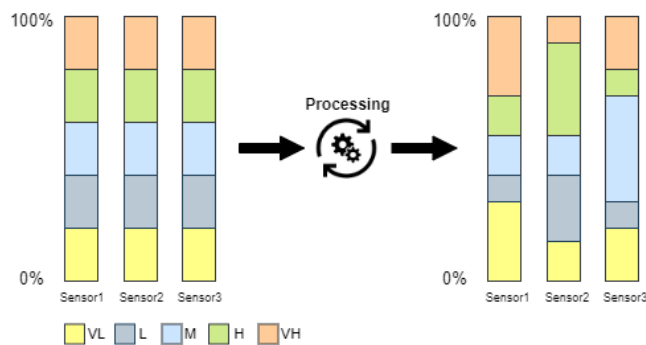 100%
100%
Processing
0%
0%
Sensor1 Sensor2 Sensor3
Sensor1 Sensor2 Sensor3
VL L M H VH